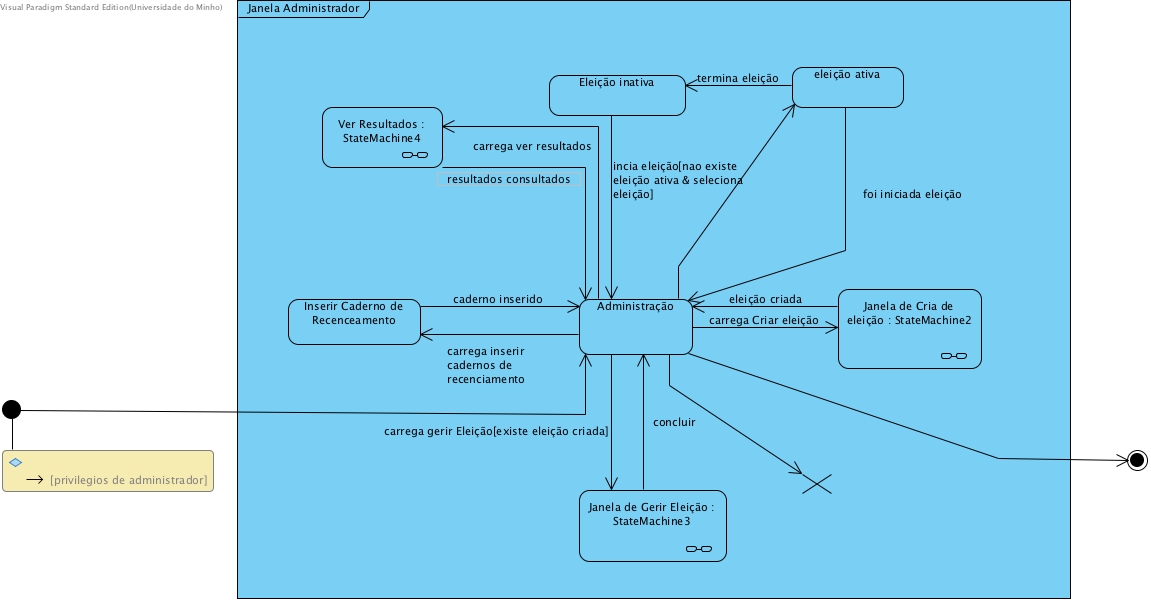 Visual Paradigm Standard Edition(Universidade do Minho)
Janela Administrador
Eleição inativa
termina eleição
eleição ativa
Ver Resultados :
StateMachine4
carrega ver resultados
resultados consultados
incia eleição[nao existe
eleição ativa & seleciona
eleição]
foi iniciada eleição
Inserir Caderno de
Recenceamento
caderno inserido
carrega inserir
cadernos de
recenciamento
Administração
eleição criada
carrega Criar eleição
Janela de Cria de
eleição : StateMachine2
carrega gerir Eleição[existe eleição criada]
concluir
[privilegios de administrador]
Janela de Gerir Eleição :
StateMachine3